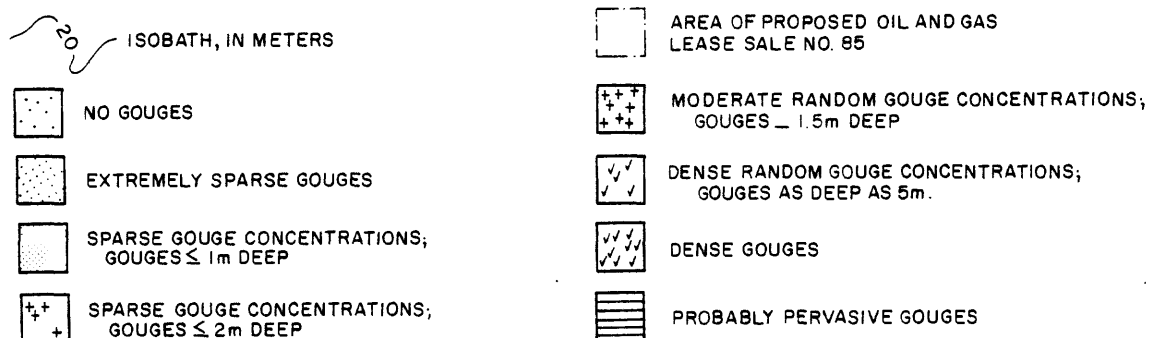 20
ISOBATH, IN METERS
NO GOUGES
EXTREMELY SPARSE GOUGES
SPARSE GOUGE CONCENTRATIONS;
GOUGES ≤ 1m DEEP
SPARSE GOUGE CONCENTRATIONS;
GOUGES ≤ 2m DEEP
AREA OF PROPOSED OIL AND GAS
LEASE SALE NO. 85
MODERATE RANDOM GOUGE CONCENTRATIONS;
GOUGES _ 1.5m DEEP
DENSE RANDOM GOUGE CONCENTRATIONS;
GOUGES AS DEEP AS 5m.
DENSE GOUGES
PROBABLY PERVASIVE GOUGES